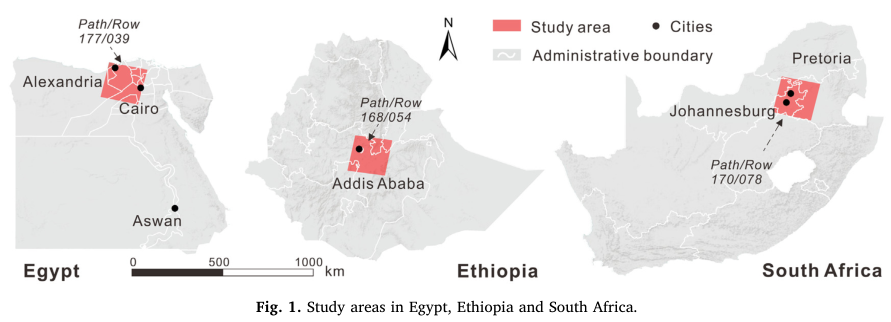 Path/Row
177/039
Alexandria
Cairo
Aswan
Egypt
0 500 1000
km
N
Path/Row
168/054
Addis Ababa
Ethiopia
Study area
Cities
Administrative boundary
Pretoria
Johannesburg
Path/Row
170/078
South Africa
Fig. 1. Study areas in Egypt, Ethiopia and South Africa.